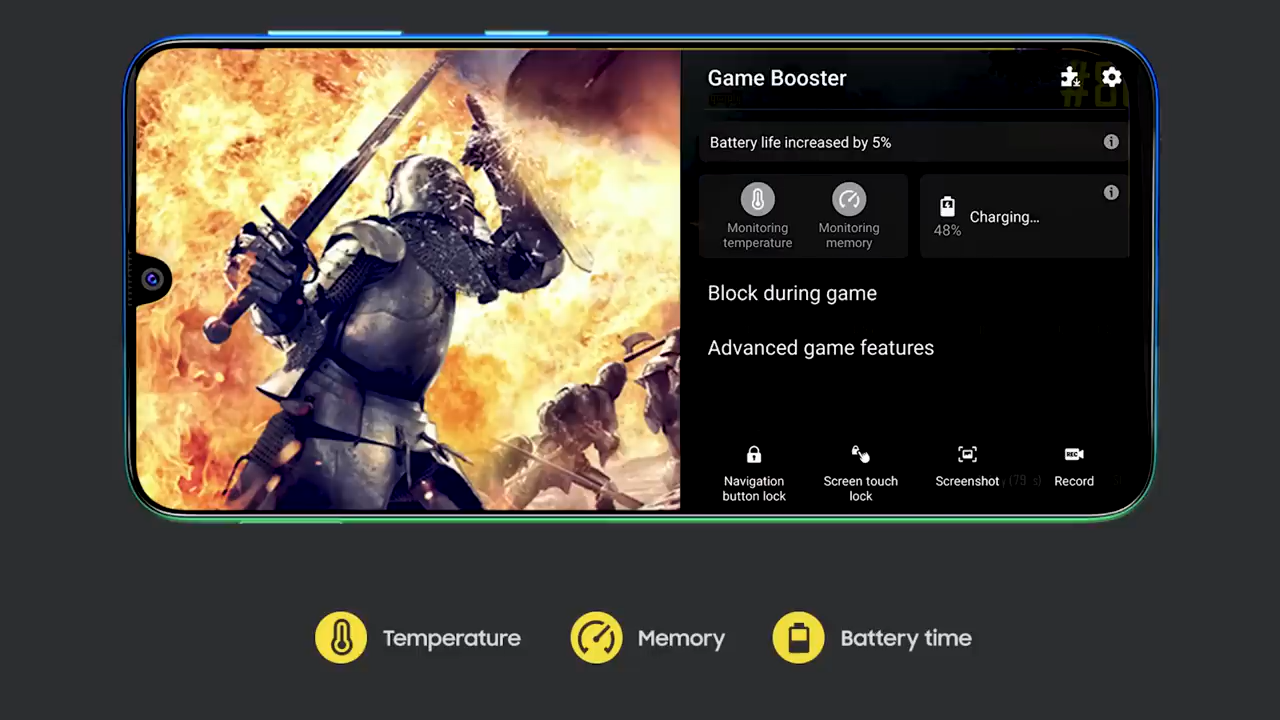 Game Booster
Battery life increased by 5%
Monitoring
temperature
Monitoring
memory
48%
Charging...
Block during game
Advanced game features
Navigation
button lock
Screen touch
lock
Screenshot
REC
Record
Temperature
Memory
Battery time